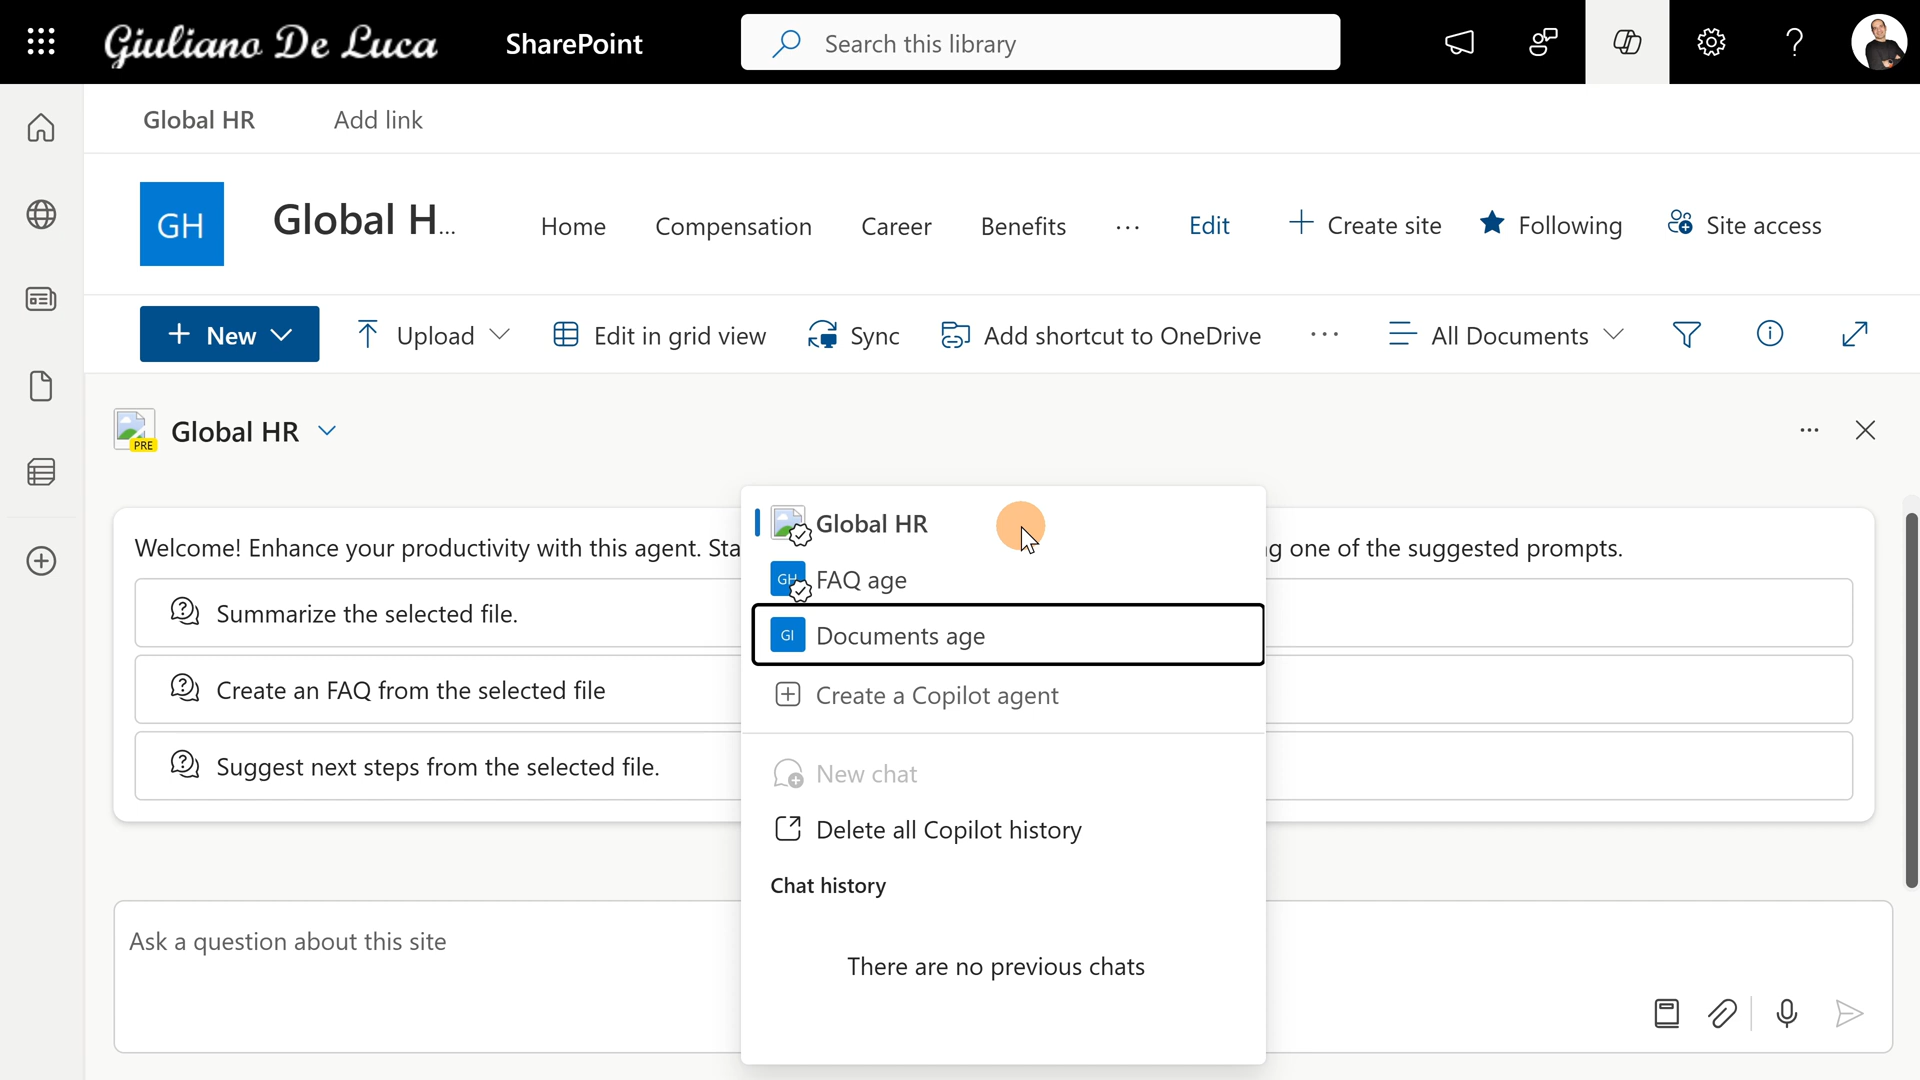 Giuliano De Luca SharePoint Search this library
Global HR Add link
GH Global H... Home Compensation Career Benefits ... Edit Create site Following Site access
New Upload Edit in grid view Sync Add shortcut to OneDrive ... All Documents
PRE Global HR ...
Global HR
Welcome! Enhance your productivity with this agent. Sta g one of the suggested prompts.
GH FAQ age
Summarize the selected file.
GI Documents age
Create an FAQ from the selected file
Create a Copilot agent
Suggest next steps from the selected file.
New chat
Delete all Copilot history
Chat history
Ask a question about this site
There are no previous chats